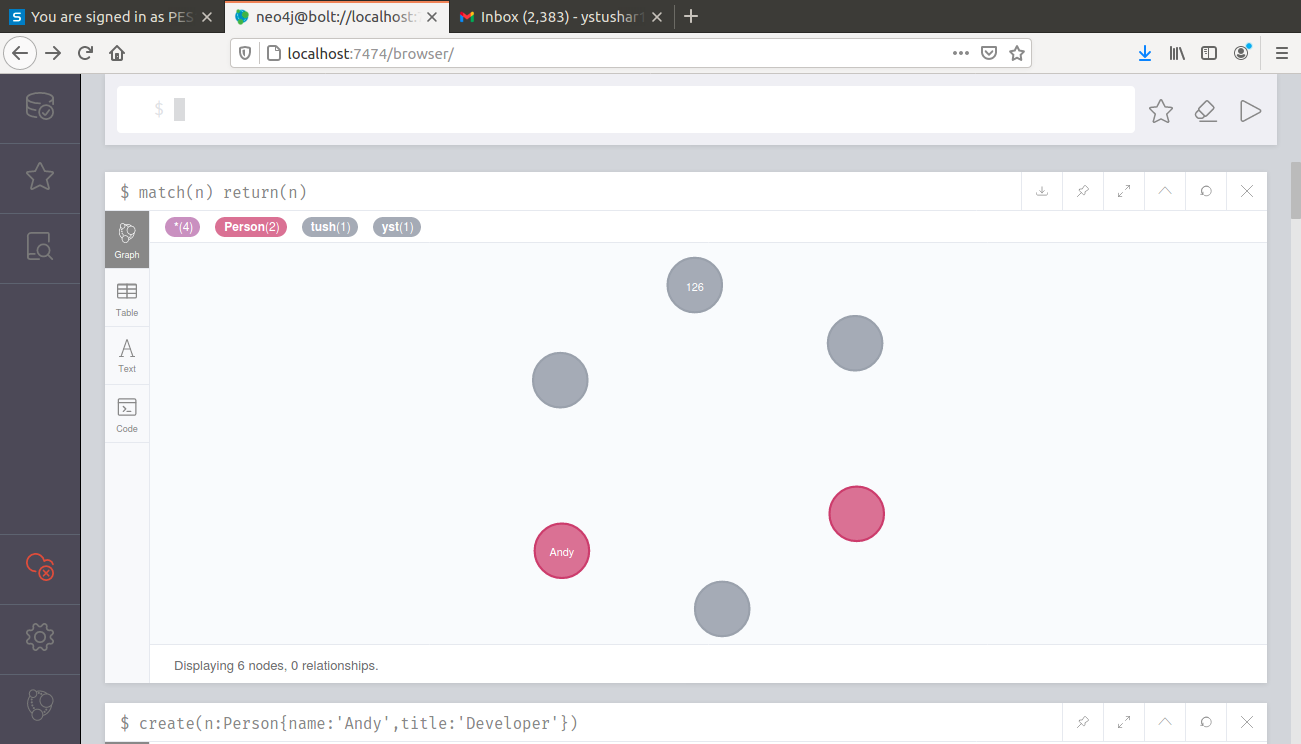 S You are signed in as PES
neo4j@bolt://localhost:
Inbox (2,383) - ystushar
localhost:7474/browser/
$
$ match(n) return(n)
*(4) Person(2) tush(1) yst(1)
Graph
Table
Text
Code
126
Andy
Displaying 6 nodes, 0 relationships.
$ create(n:Person{name:'Andy',title:'Developer'})